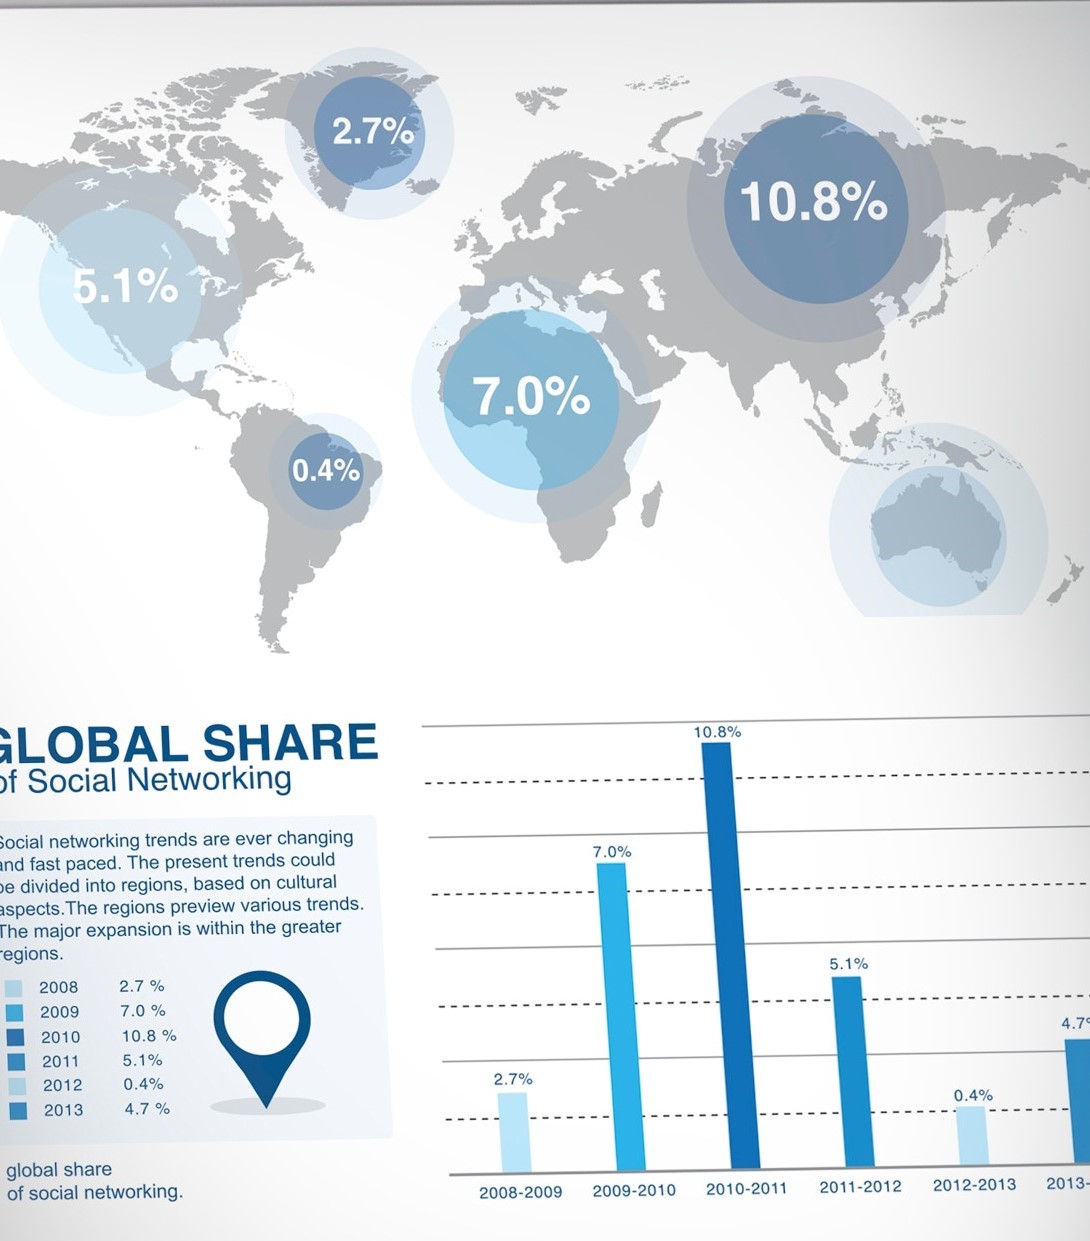 2.7%
10.8%
5.1%
7.0%
0.4%
GLOBAL SHARE
of Social Networking
Social networking trends are ever changing
and fast paced. The present trends could
be divided into regions, based on cultural
aspects.The regions preview various trends.
The major expansion is within the greater
regions.
2008 2.7 %
2009 7.0 %
2010 10.8 %
2011 5.1%
2012 0.4%
2013 4.7 %
global share
of social networking.
10.8%
7.0%
5.1%
4.7%
2.7%
0.4%
2008-2009 2009-2010 2010-2011 2011-2012 2012-2013 2013-